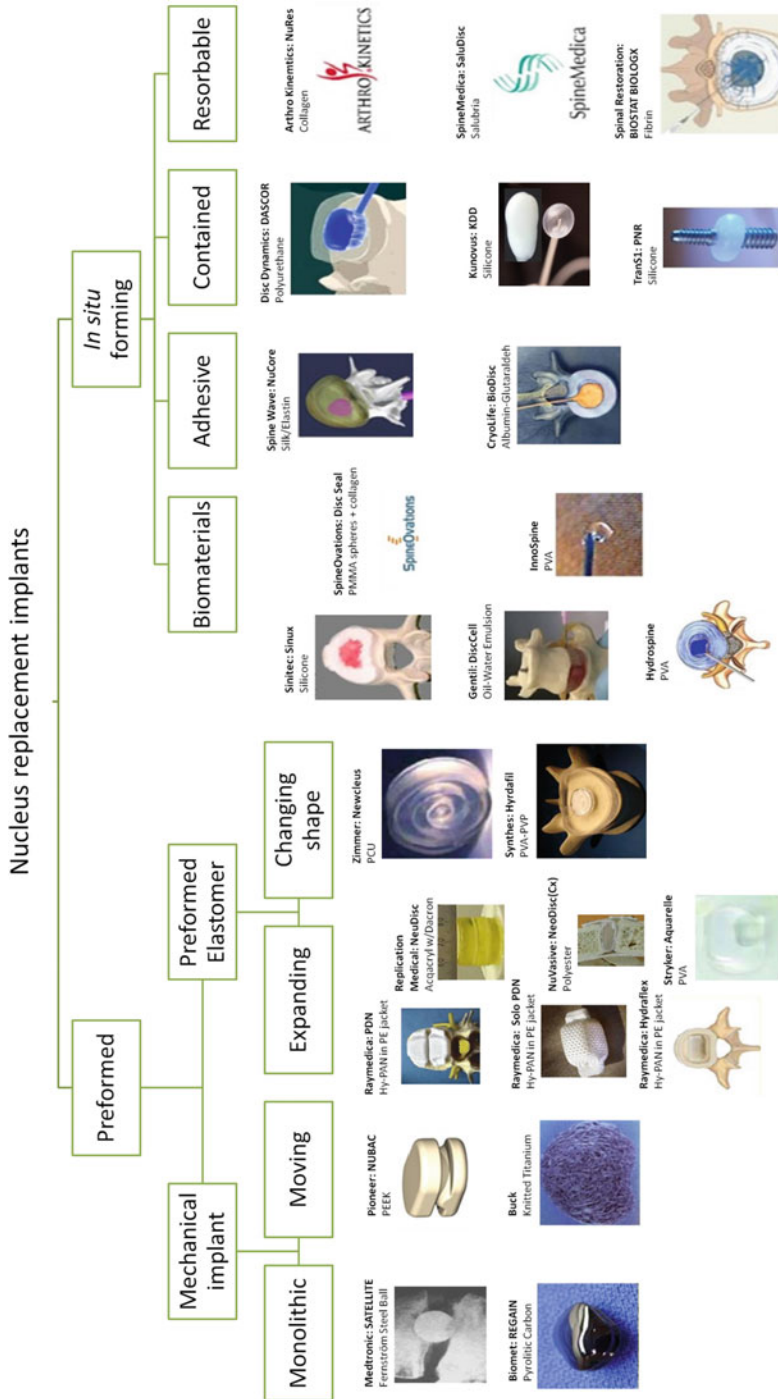 Nucleus replacement implants
Preformed
In situ
forming
Mechanical
implant
Preformed
Elastomer
Biomaterials
Adhesive
Contained
Resorbable
Monolithic
Moving
Expanding
Changing
shape
Medtronic: SATELLITE
Fernström Steel Ball
Biomet: REGAIN
Pyrolitic Carbon
Pioneer: NUBAC
PEEK
Buck
Knitted Titanium
Raymedica: PDN
Hy-PAN in PE jacket
Raymedica: Solo PDN
Hy-PAN in PE jacket
Raymedica: Hydraflex
Hy-PAN in PE jacket
Replication
Medical: NeuDisc
Acqacryl w/Dacron
NuVasive: NeoDisc(Cx)
Polyester
Stryker: Aquarelle
PVA
Zimmer: Newcleus
PCU
Synthes: Hyrdafil
PVA-PVP
Sinitec: Sinux
Silicone
Gentil: DiscCell
Oil-Water Emulsion
Hydrospine
PVA
SpineOvations: Disc Seal
PMMA spheres + collagen
SpineOvations
InnoSpine
PVA
Spine Wave: NuCore
Silk/Elastin
CryoLife: BioDisc
Albumin-Glutaraldeh
Disc Dynamics: DASCOR
Polyurethane
Kunovus: KDD
Silicone
TranS1: PNR
Silicone
Arthro Kinemtics: NuRes
Collagen
ARTHRO KINETICS
SpineMedica: SaluDisc
Salubria
SpineMedica
Spinal Restoration:
BIOSTAT BIOLOGX
Fibrin